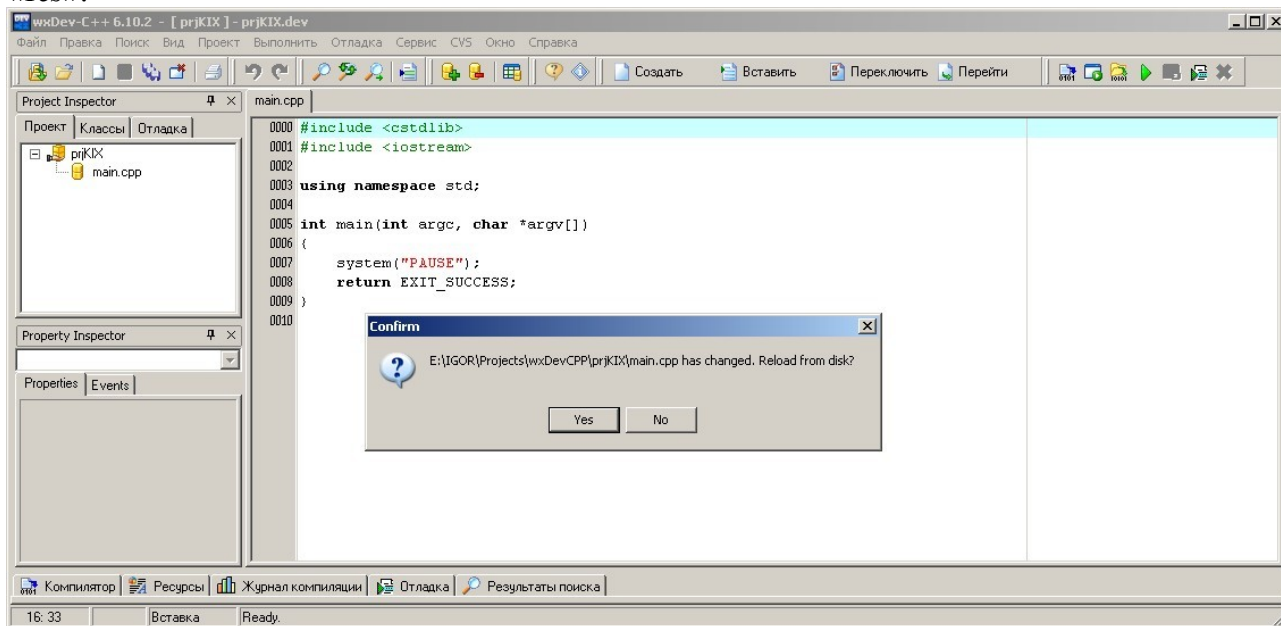 wxDev-C++ 6.10.2 - [ prjKIX ] - prjKIX.dev
Файл Правка Поиск Вид Проект Выполнить Отладка Сервис CVS Окно Справка
Создать Вставить Переключить Перейти
Project Inspector
main.cpp
Проект Классы Отладка
prjKIX
main.cpp
0000 #include <cstdlib>
0001 #include <iostream>
0002
0003 using namespace std;
0004
0005 int main(int argc, char *argv[])
0006 {
0007 system("PAUSE");
0008 return EXIT_SUCCESS;
0009 }
0010
Property Inspector
Properties Events
Confirm
E:\IGOR\Projects\wxDevCPP\prjKIX\main.cpp has changed. Reload from disk?
Yes No
Компилятор Ресурсы Журнал компиляции Отладка Результаты поиска
16: 33 Вставка Ready.